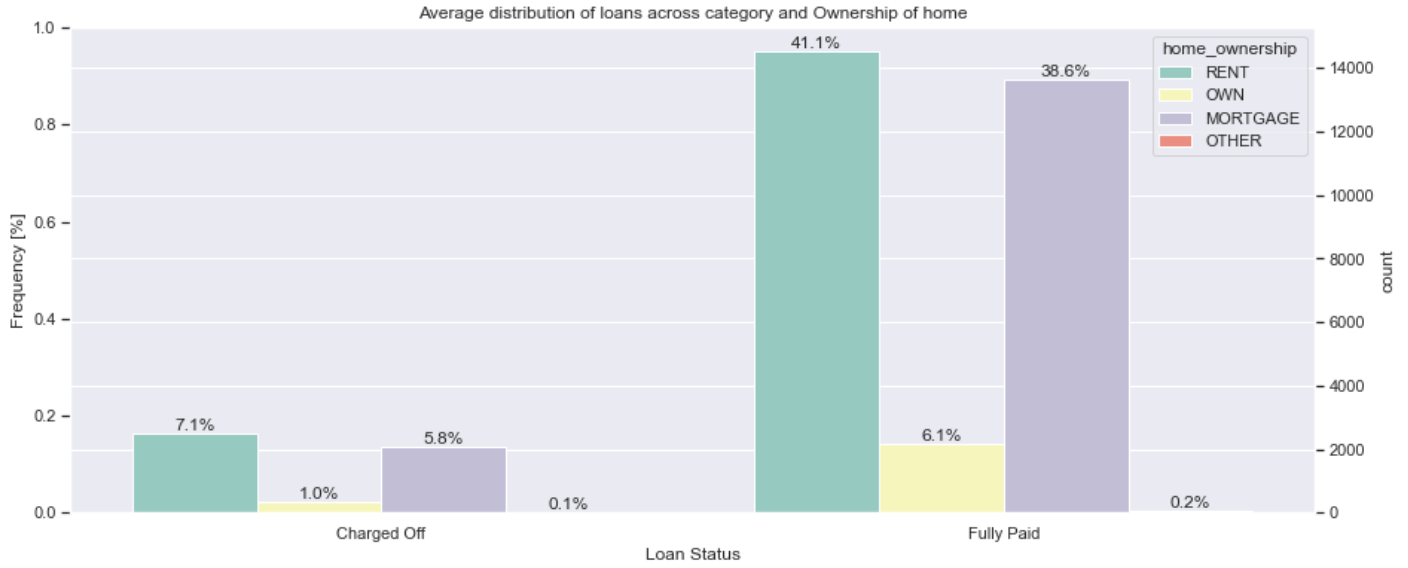 Average distribution of loans across category and Ownership of home
1.0
0.8
0.6
0.4
0.2
0.0
Frequency [%]
7.1%
1.0%
5.8%
0.1%
41.1%
6.1%
38.6%
0.2%
home_ownership
RENT
OWN
MORTGAGE
OTHER
14000
12000
10000
8000
6000
4000
2000
0
count
Charged Off
Fully Paid
Loan Status